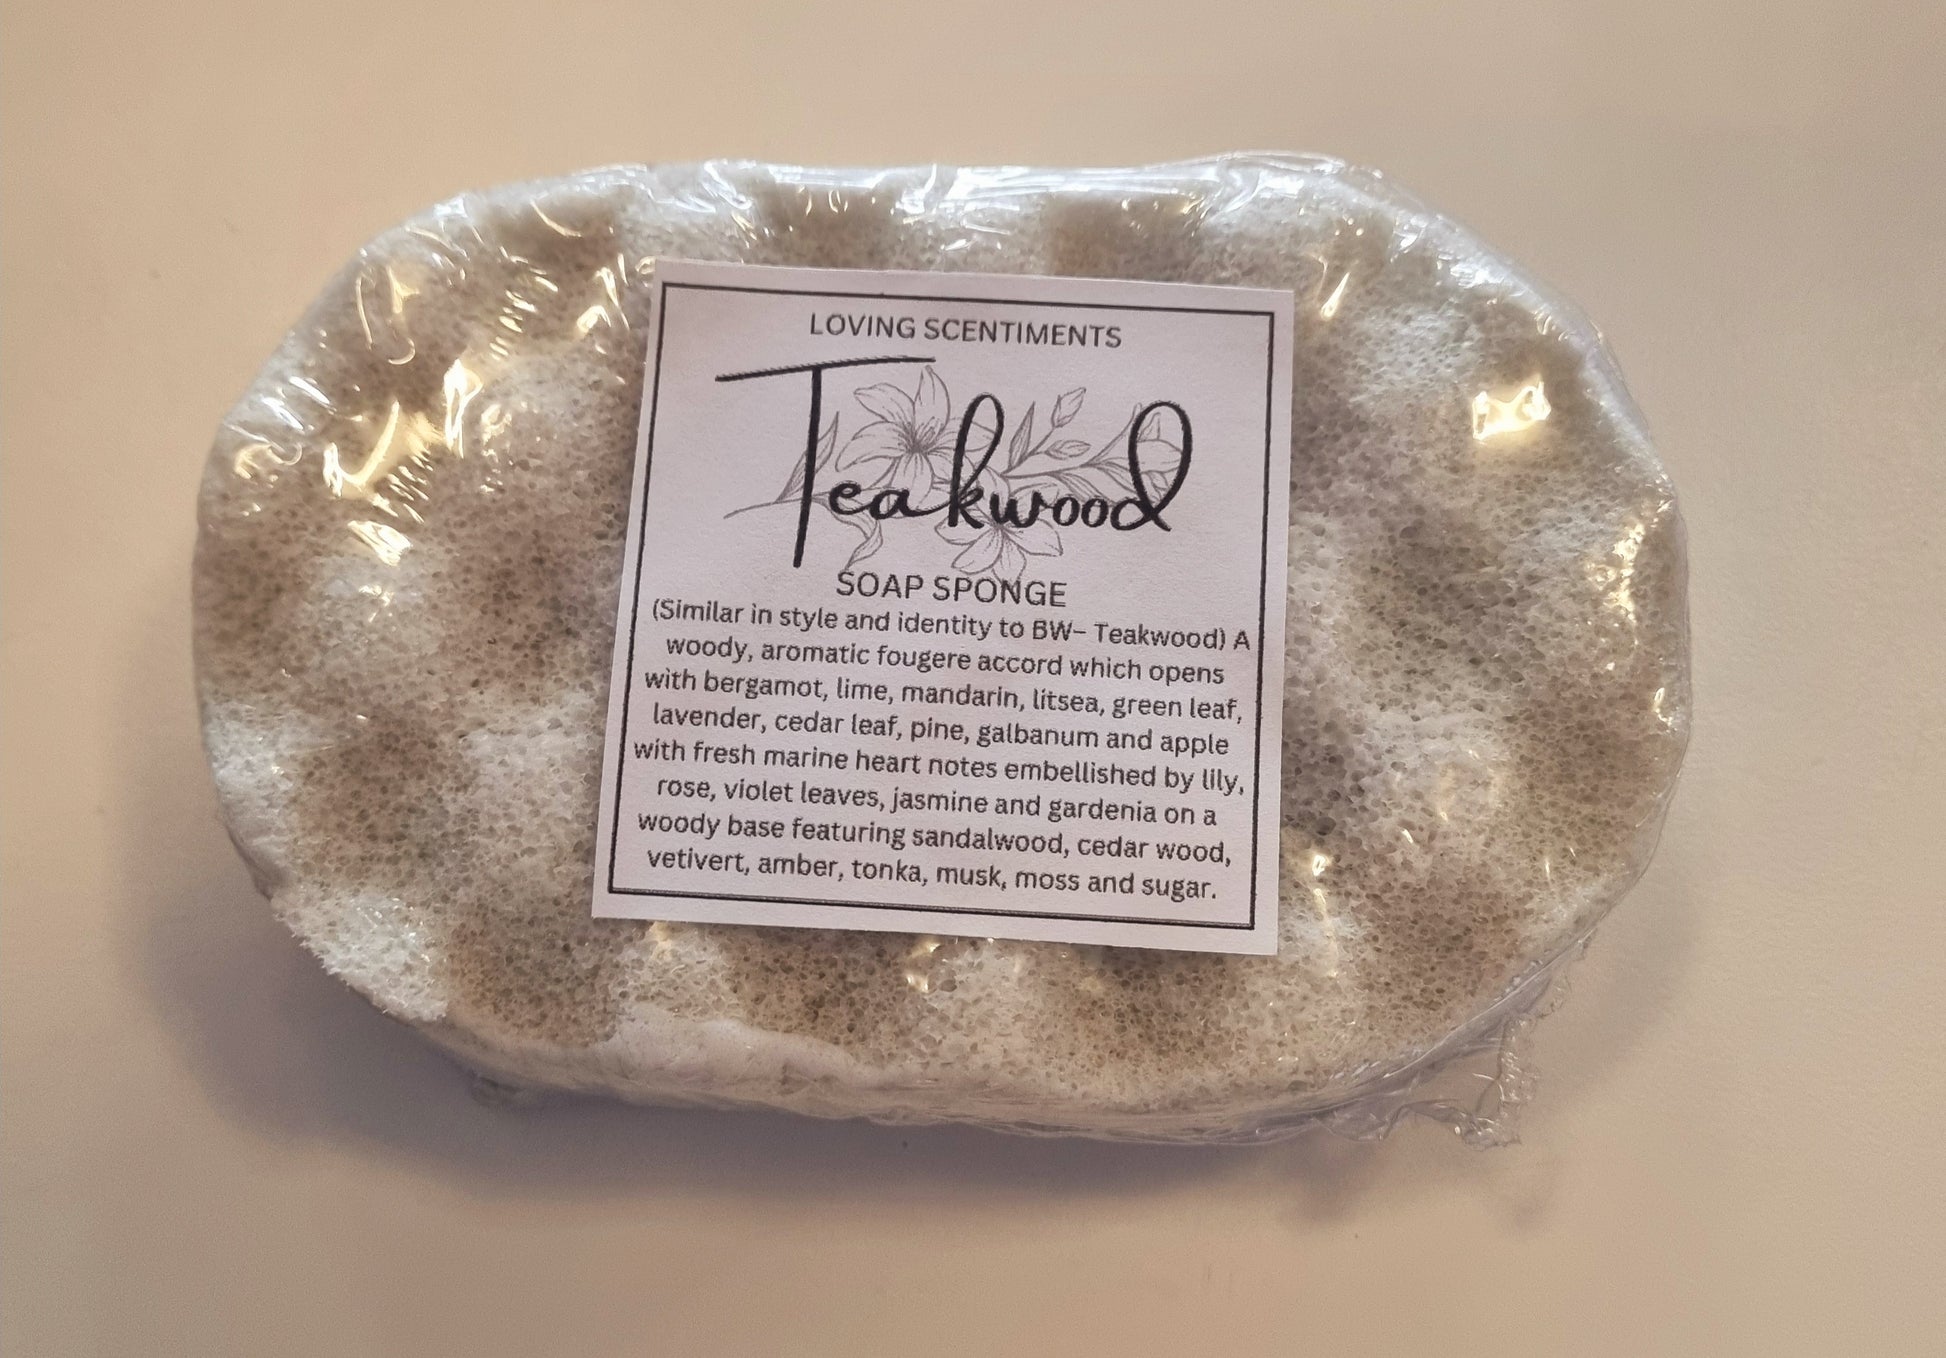 LOVING SCENTIMENTS
Teakwood
SOAP SPONGE
(Similar in style and identity to BW– Teakwood) A
woody, aromatic fougere accord which opens
with bergamot, lime, mandarin, litsea, green leaf,
lavender, cedar leaf, pine, galbanum and apple
with fresh marine heart notes embellished by lily,
rose, violet leaves, jasmine and gardenia on a
woody base featuring sandalwood, cedar wood,
vetivert, amber, tonka, musk, moss and sugar.